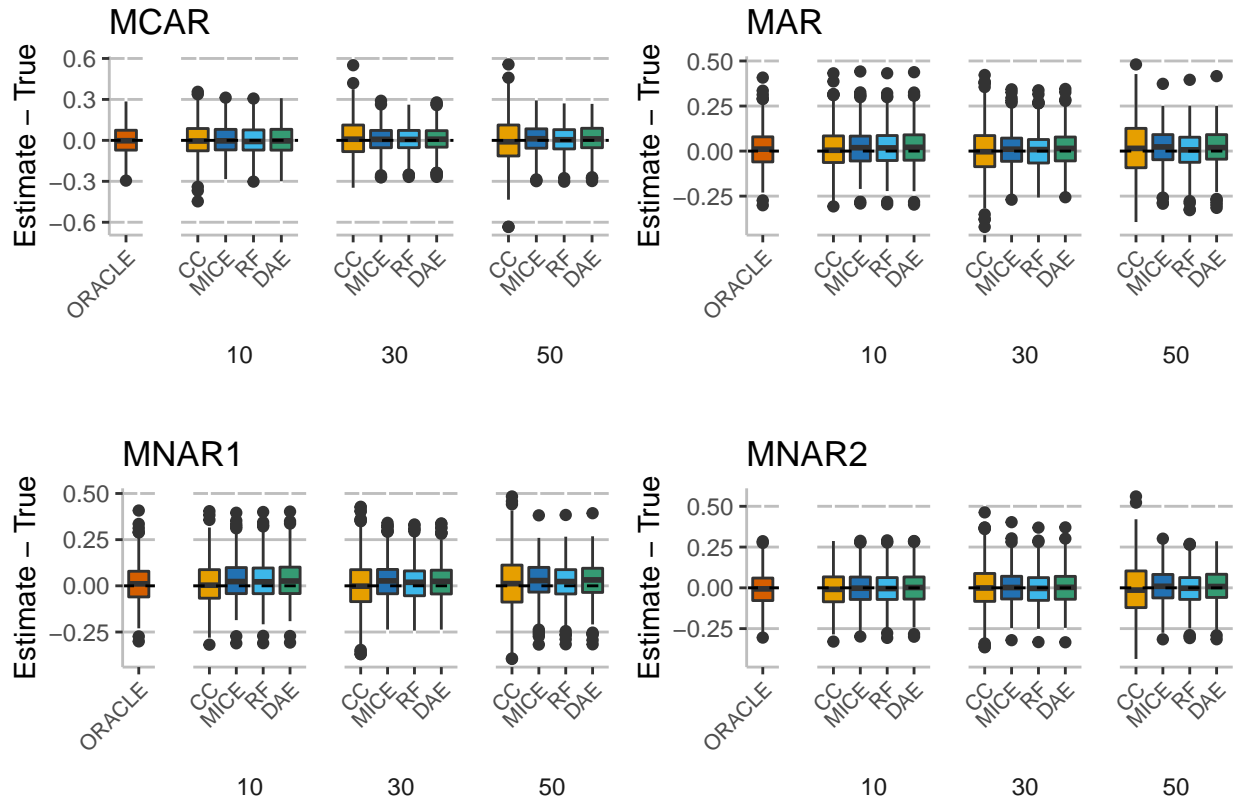 MCAR
Estimate – True
0.6
0.3
0.0
−0.3
−0.6
ORACLE
CC
MICE
RF
DAE
CC
MICE
RF
DAE
CC
MICE
RF
DAE
10
30
50
MAR
Estimate – True
0.50
0.25
0.00
−0.25
ORACLE
CC
MICE
RF
DAE
CC
MICE
RF
DAE
CC
MICE
RF
DAE
10
30
50
MNAR1
Estimate – True
0.50
0.25
0.00
−0.25
ORACLE
CC
MICE
RF
DAE
CC
MICE
RF
DAE
CC
MICE
RF
DAE
10
30
50
MNAR2
Estimate – True
0.50
0.25
0.00
−0.25
ORACLE
CC
MICE
RF
DAE
CC
MICE
RF
DAE
CC
MICE
RF
DAE
10
30
50